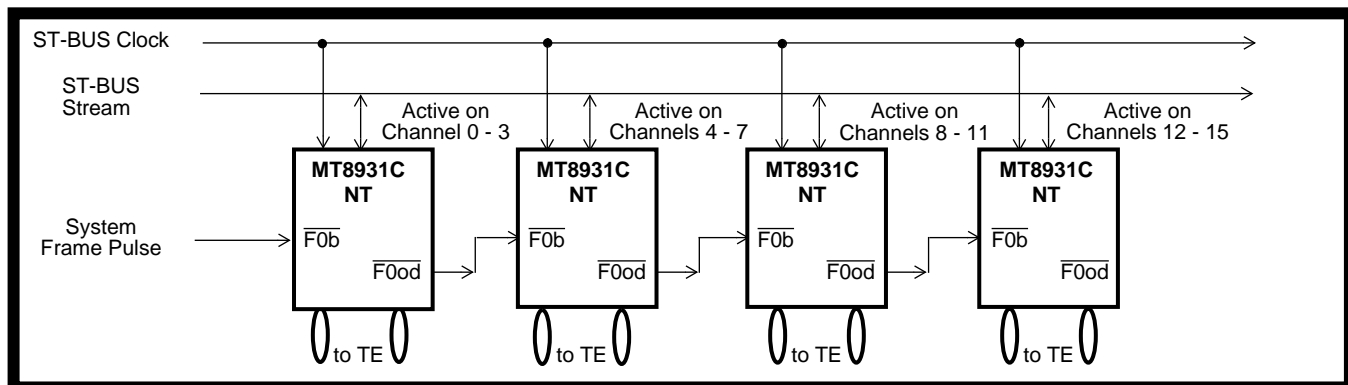 ST-BUS Clock
ST-BUS
Stream
Active on
Channel 0 - 3
Active on
Channels 4 - 7
Active on
Channels 8 - 11
Active on
Channels 12 - 15
MT8931C
NT
MT8931C
NT
MT8931C
NT
MT8931C
NT
System
Frame Pulse
F0b
F0od
F0b
F0od
F0b
F0od
F0b
F0od
to TE
to TE
to TE
to TE